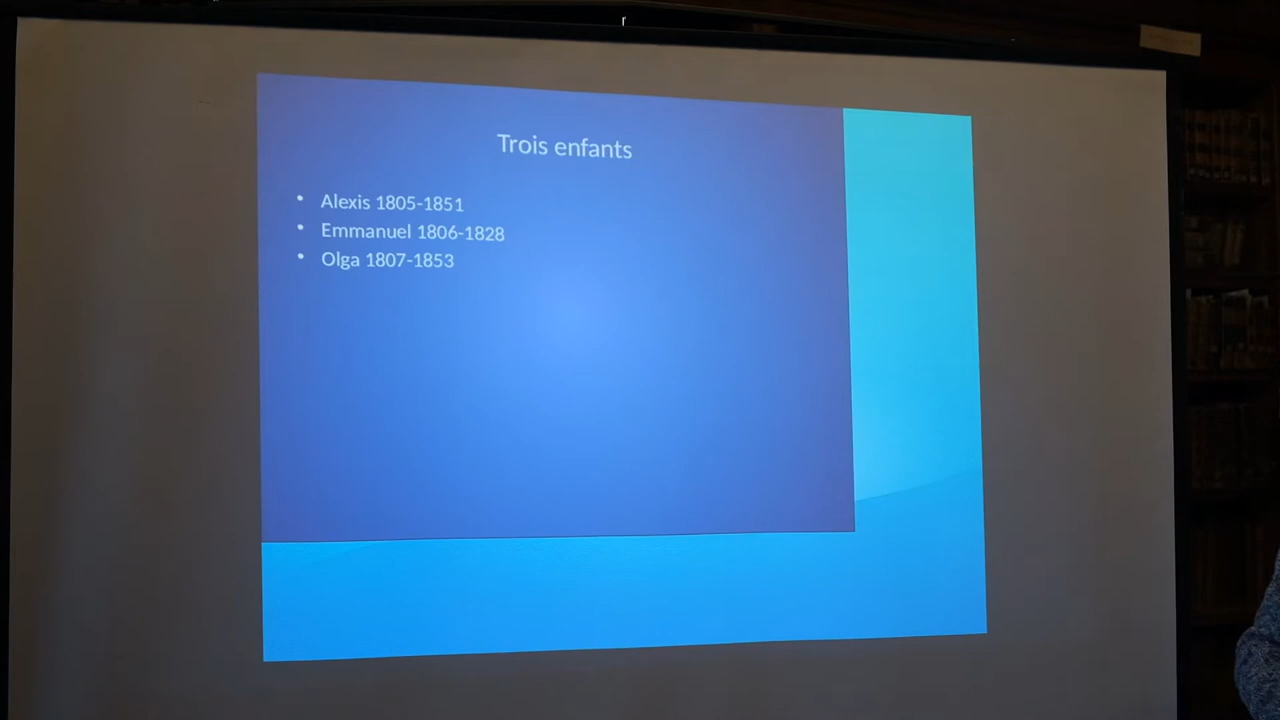 Trois enfants
• Alexis 1805-1851
• Emmanuel 1806-1828
• Olga 1807-1853